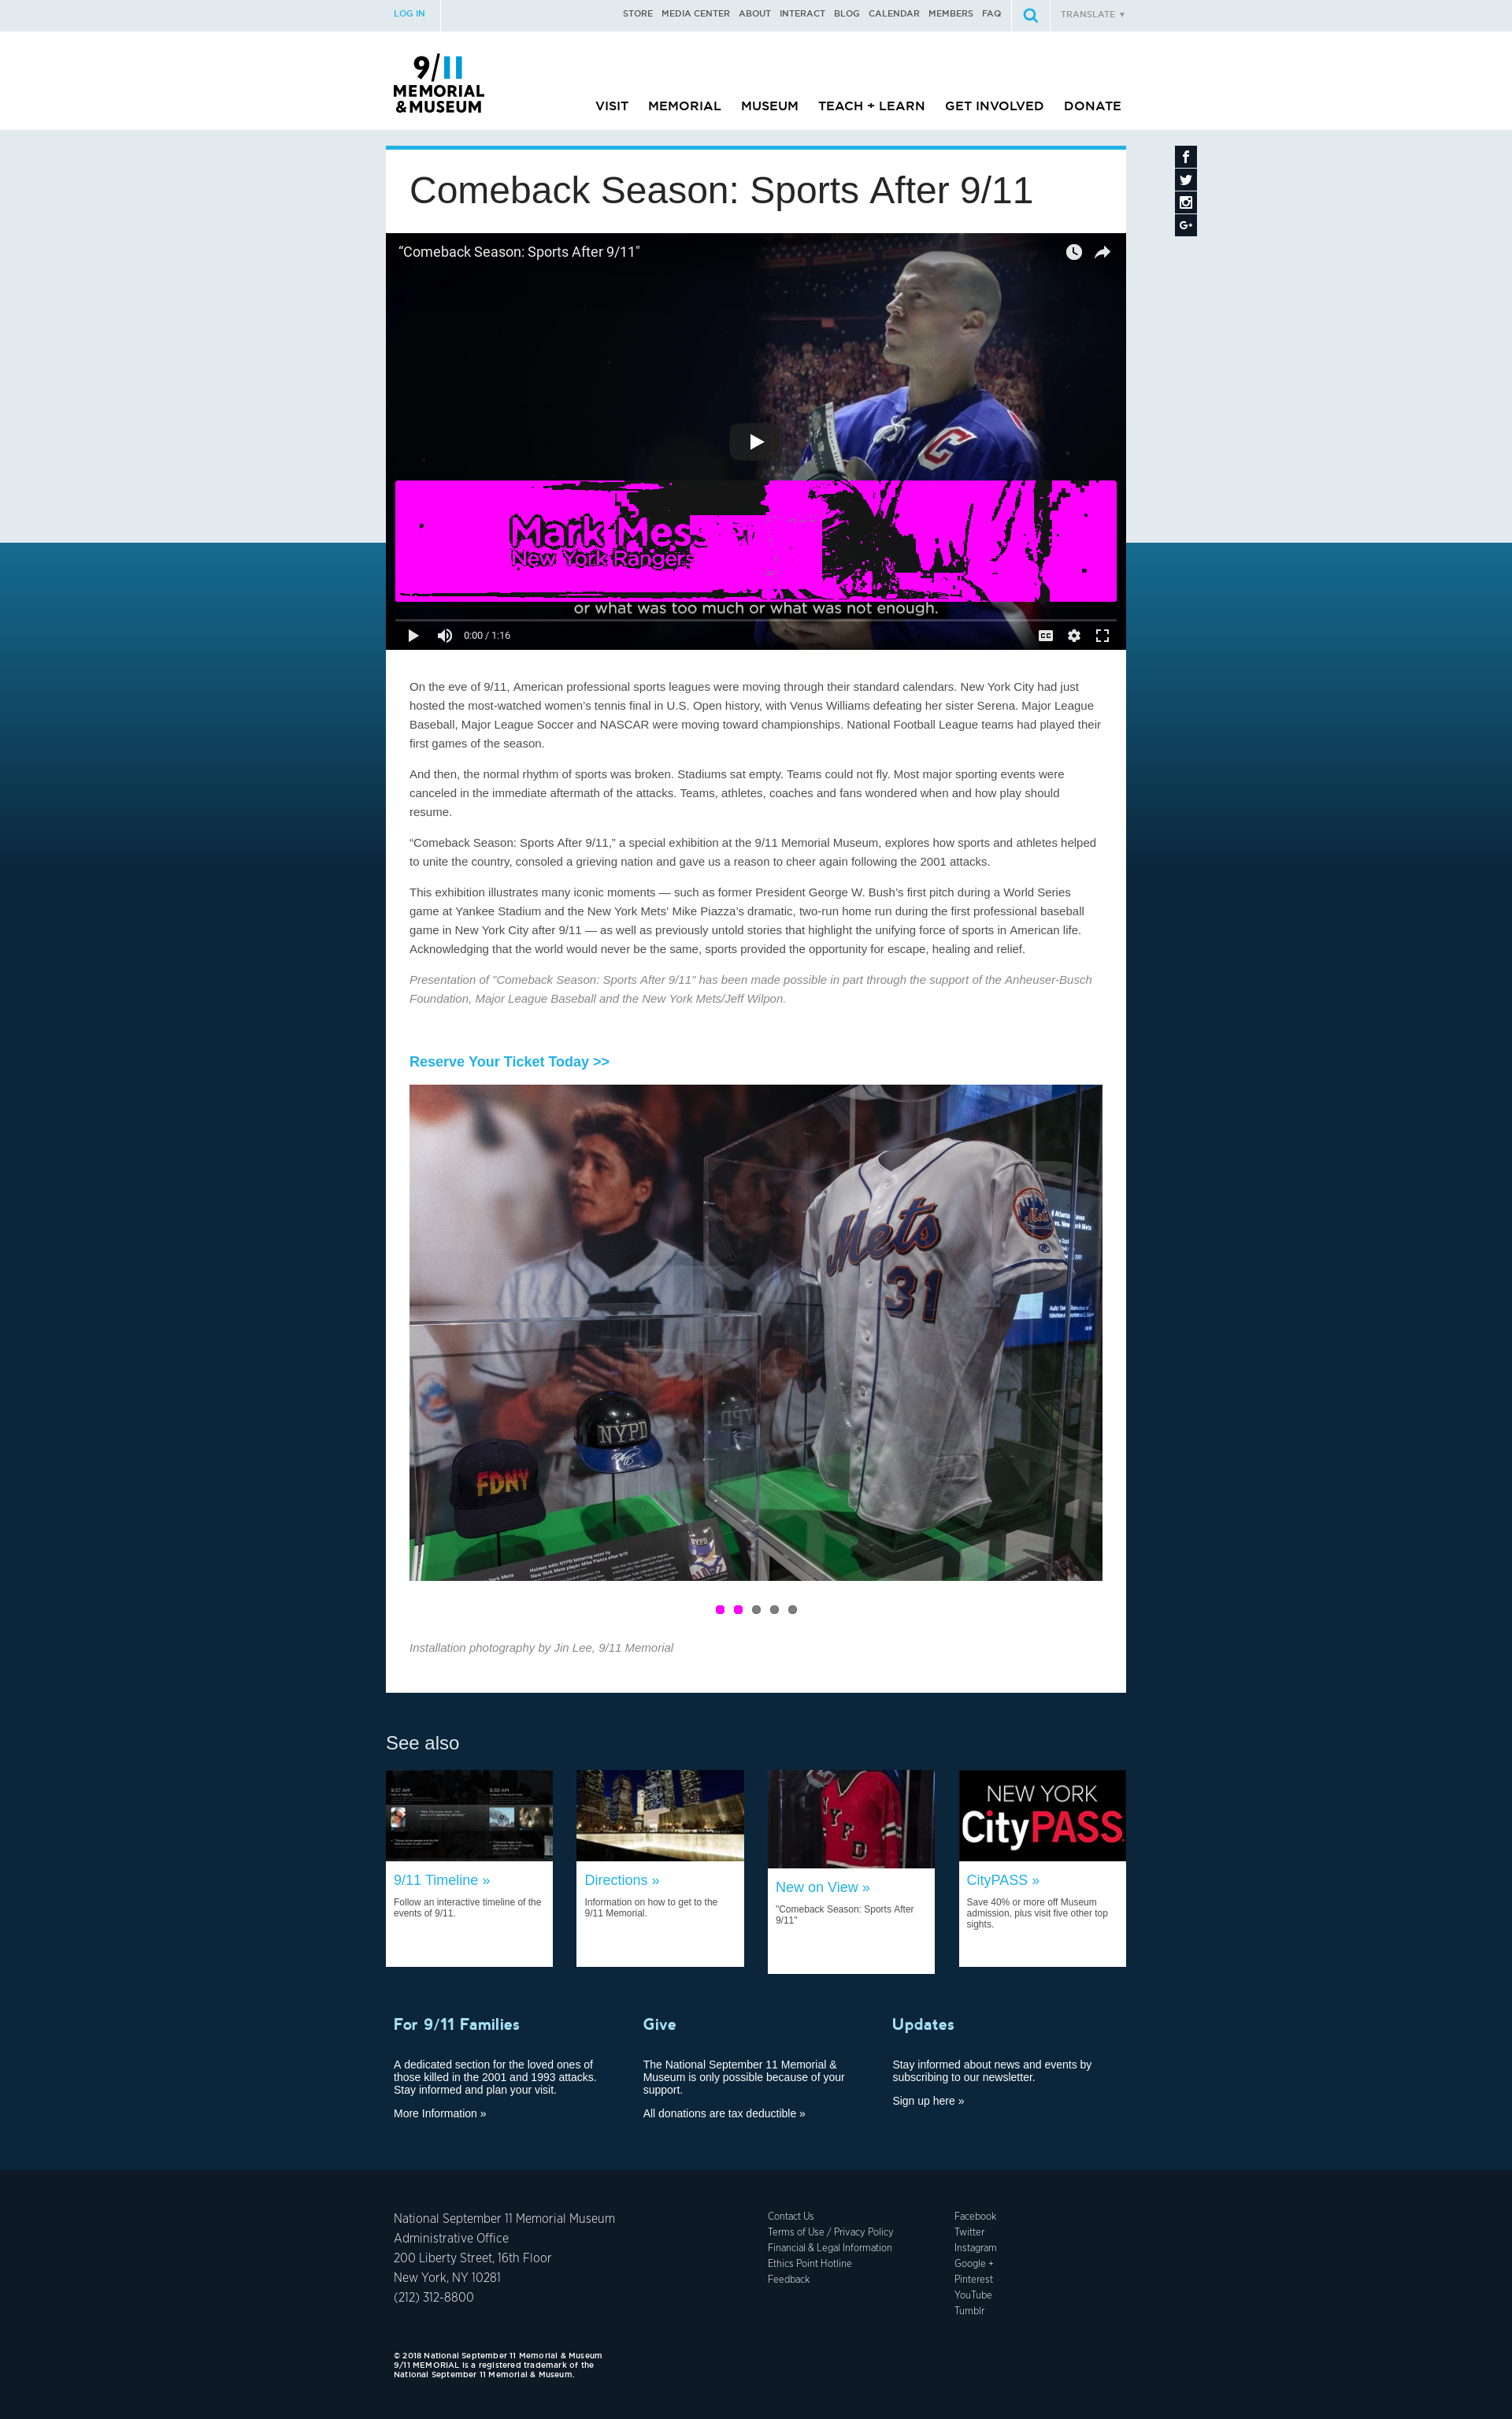 LOG IN
STORE MEDIA CENTER ABOUT INTERACT BLOG CALENDAR MEMBERS FAQ
TRANSLATE ▼
9/11
MEMORIAL
&MUSEUM
VISIT MEMORIAL MUSEUM TEACH + LEARN GET INVOLVED DONATE
Comeback Season: Sports After 9/11
“Comeback Season: Sports After 9/11"
C
Mark
New York Rangers
or what was too much or what was not enough.
0:00 / 1:16
CC
On the eve of 9/11, American professional sports leagues were moving through their standard calendars. New York City had just
hosted the most-watched women’s tennis final in U.S. Open history, with Venus Williams defeating her sister Serena. Major League
Baseball, Major League Soccer and NASCAR were moving toward championships. National Football League teams had played their
first games of the season.
And then, the normal rhythm of sports was broken. Stadiums sat empty. Teams could not fly. Most major sporting events were
canceled in the immediate aftermath of the attacks. Teams, athletes, coaches and fans wondered when and how play should
resume.
“Comeback Season: Sports After 9/11,” a special exhibition at the 9/11 Memorial Museum, explores how sports and athletes helped
to unite the country, consoled a grieving nation and gave us a reason to cheer again following the 2001 attacks.
This exhibition illustrates many iconic moments — such as former President George W. Bush’s first pitch during a World Series
game at Yankee Stadium and the New York Mets’ Mike Piazza’s dramatic, two-run home run during the first professional baseball
game in New York City after 9/11 — as well as previously untold stories that highlight the unifying force of sports in American life.
Acknowledging that the world would never be the same, sports provided the opportunity for escape, healing and relief.
Presentation of "Comeback Season: Sports After 9/11" has been made possible in part through the support of the Anheuser-Busch
Foundation, Major League Baseball and the New York Mets/Jeff Wilpon.
Reserve Your Ticket Today >>
Mets
31
NYPD
FDNY
Installation photography by Jin Lee, 9/11 Memorial
See also
NEW YORK
CityPASS
NYFD
9/11 Timeline »
Follow an interactive timeline of the
events of 9/11.
Directions »
Information on how to get to the
9/11 Memorial.
New on View »
"Comeback Season: Sports After
9/11"
CityPASS »
Save 40% or more off Museum
admission, plus visit five other top
sights.
For 9/11 Families
A dedicated section for the loved ones of
those killed in the 2001 and 1993 attacks.
Stay informed and plan your visit.
More Information »
Give
The National September 11 Memorial &
Museum is only possible because of your
support.
All donations are tax deductible »
Updates
Stay informed about news and events by
subscribing to our newsletter.
Sign up here »
National September 11 Memorial Museum
Administrative Office
200 Liberty Street, 16th Floor
New York, NY 10281
(212) 312-8800
Contact Us
Terms of Use / Privacy Policy
Financial & Legal Information
Ethics Point Hotline
Feedback
Facebook
Twitter
Instagram
Google +
Pinterest
YouTube
Tumblr
© 2018 National September 11 Memorial & Museum
9/11 MEMORIAL is a registered trademark of the
National September 11 Memorial & Museum.